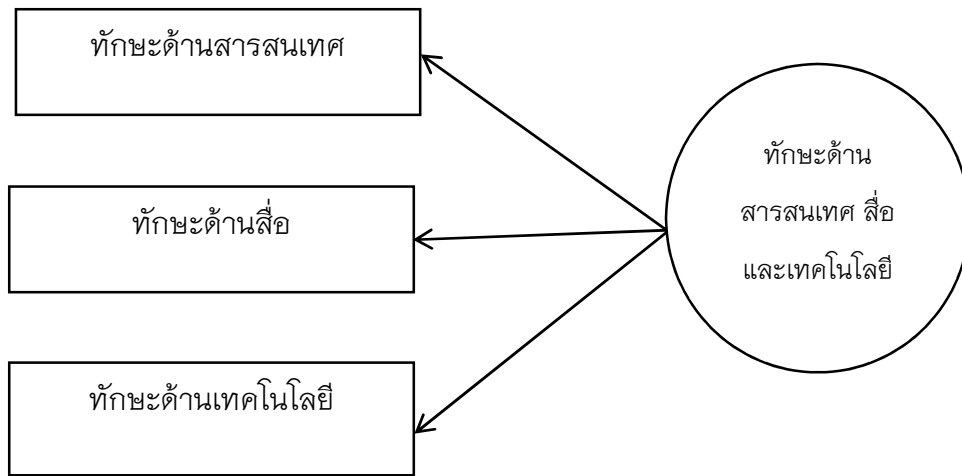 ทักษะด้านสารสนเทศ
ทักษะด้านสื่อ
ทักษะด้านเทคโนโลยี
ทักษะด้าน
สารสนเทศ สื่อ
และเทคโนโลยี